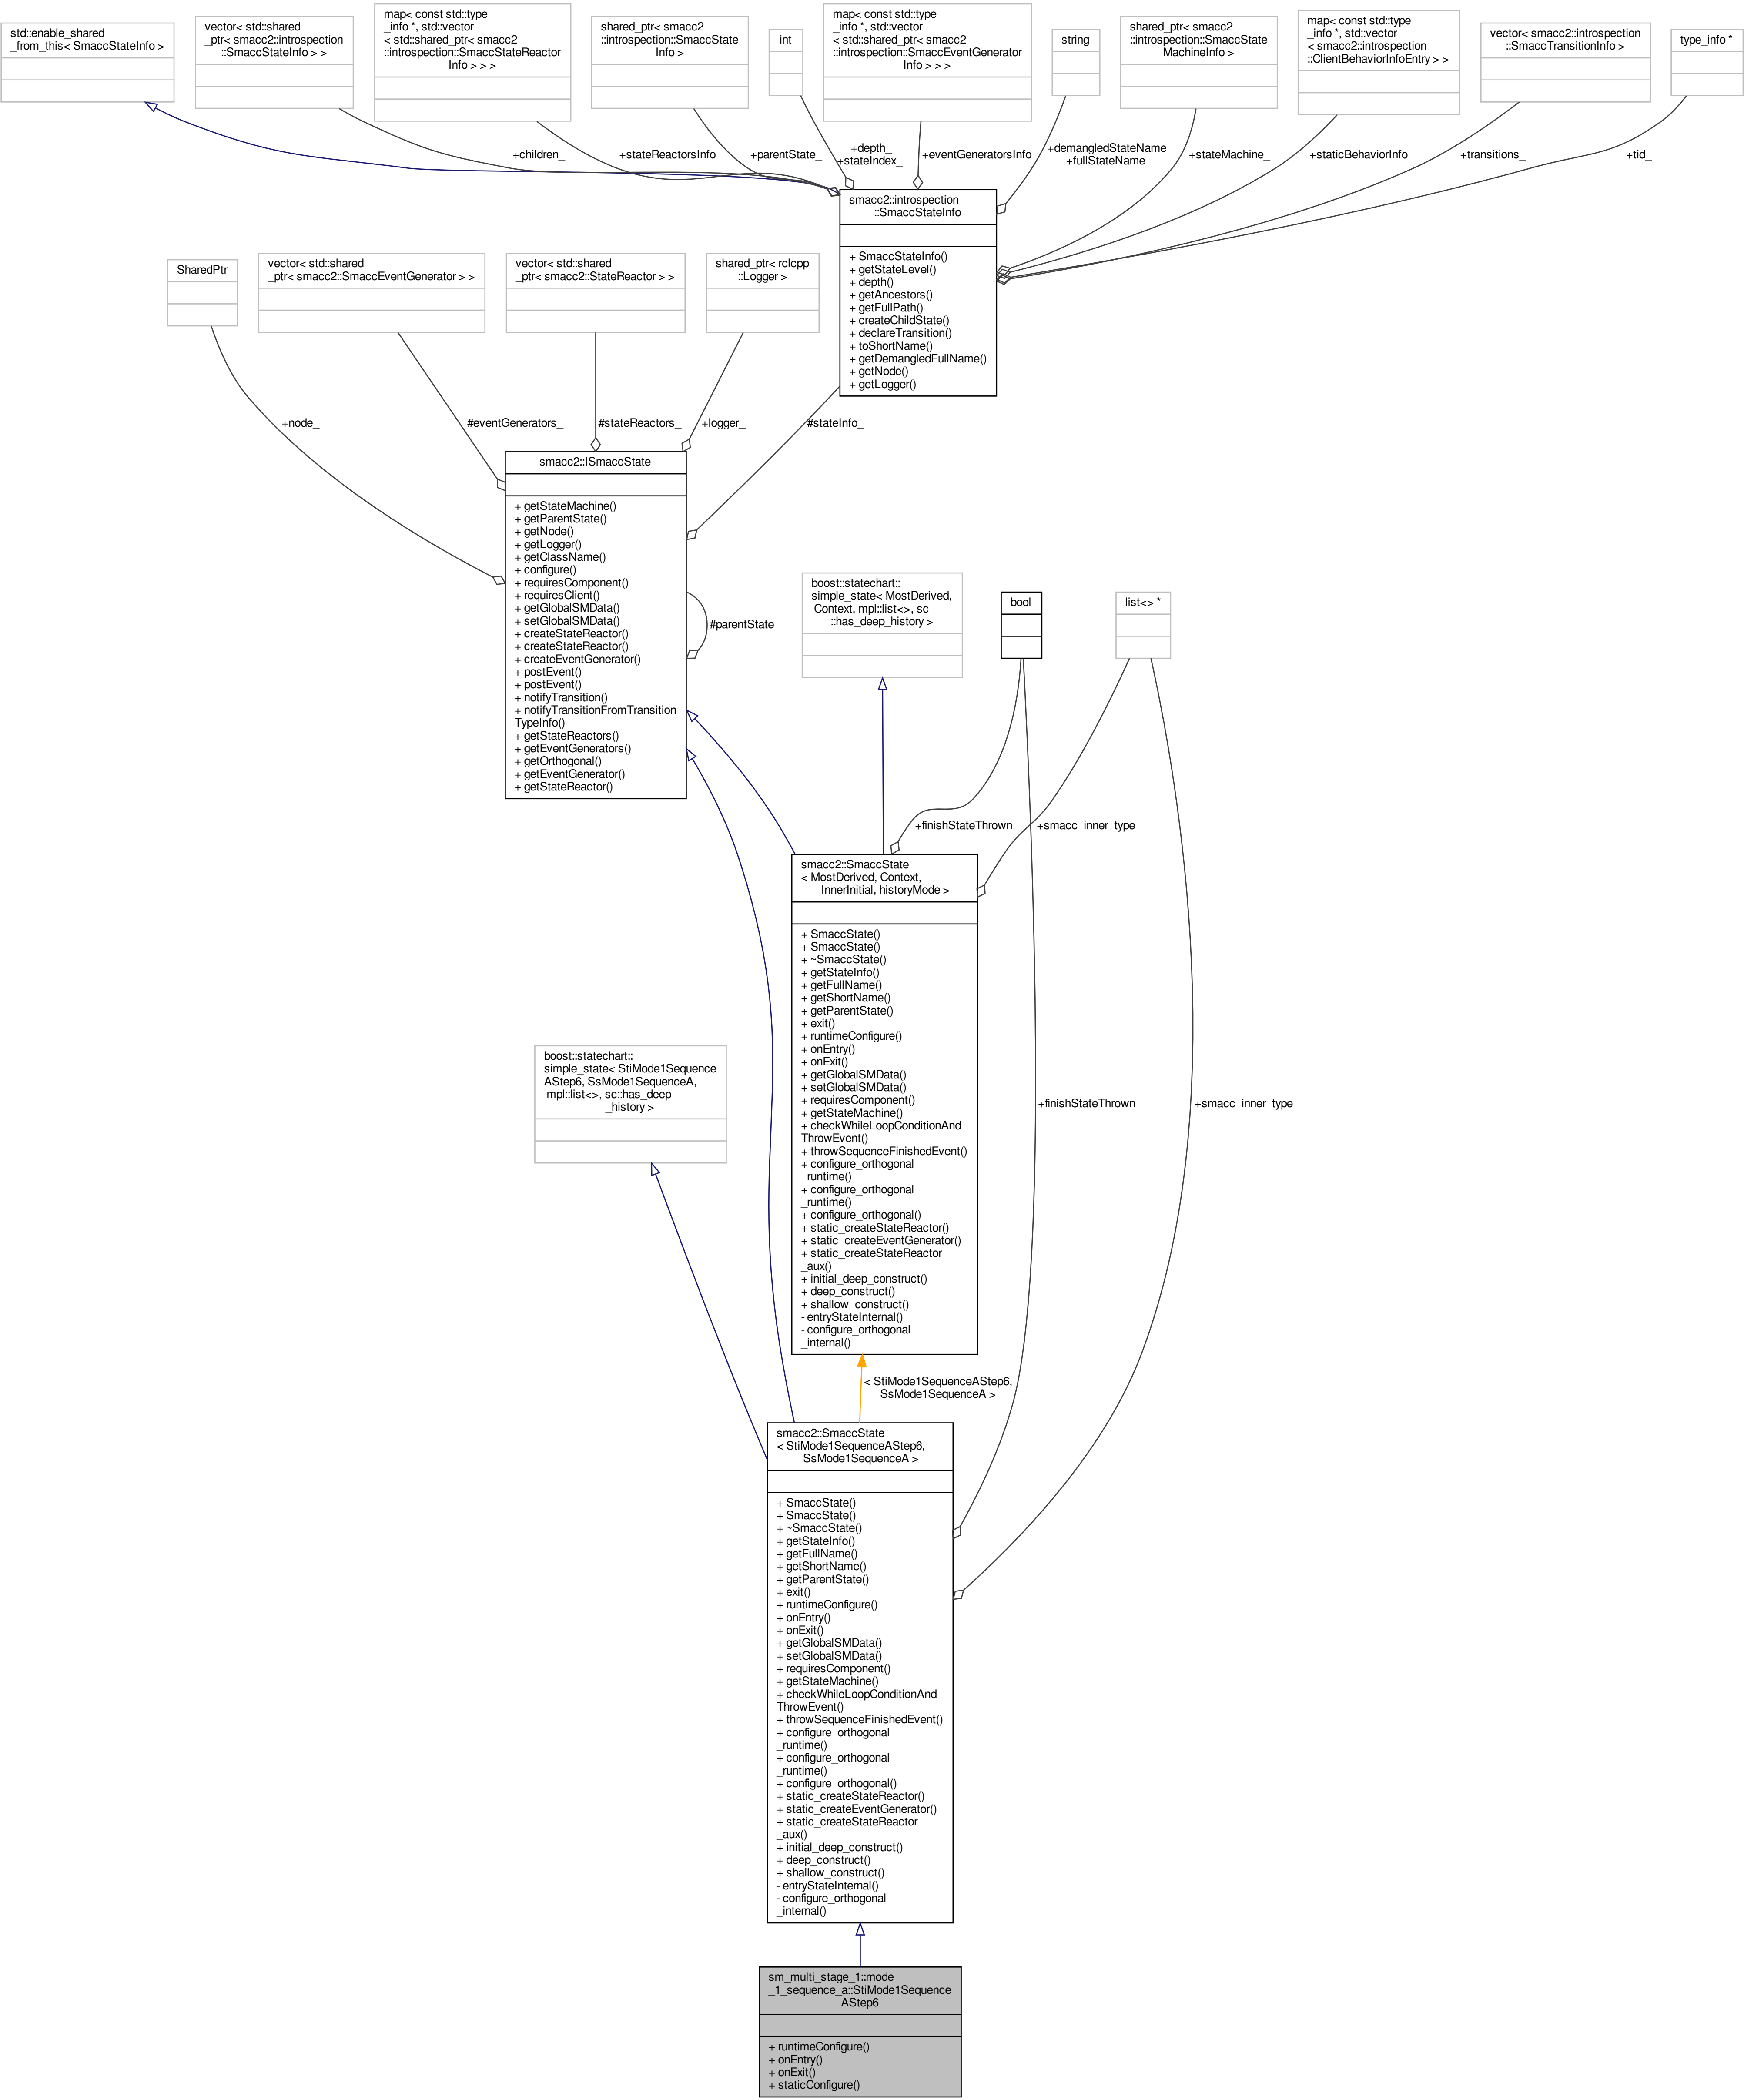 std::enable_shared
_from_this< SmaccStateInfo >
vector< std::shared
_ptr< smacc2::introspection
::SmaccStateInfo > >
map< const std::type
_info *, std::vector
< std::shared_ptr< smacc2
::introspection::SmaccStateReactor
Info > > >
shared_ptr< smacc2
::introspection::SmaccState
Info >
int
map< const std::type
_info *, std::vector
< std::shared_ptr< smacc2
::introspection::SmaccEventGenerator
Info > > >
string
shared_ptr< smacc2
::introspection::SmaccState
MachineInfo >
map< const std::type
_info *, std::vector
< smacc2::introspection
::ClientBehaviorInfoEntry > >
vector< smacc2::introspection
::SmaccTransitionInfo >
type_info *
+children_
+stateReactorsInfo
+parentState_
+depth_
+stateIndex_
+eventGeneratorsInfo
+demangledStateName
+fullStateName
+stateMachine_
+staticBehaviorInfo
+transitions_
+tid_
smacc2::introspection
::SmaccStateInfo
+ SmaccStateInfo()
+ getStateLevel()
+ depth()
+ getAncestors()
+ getFullPath()
+ createChildState()
+ declareTransition()
+ toShortName()
+ getDemangledFullName()
+ getNode()
+ getLogger()
SharedPtr
vector< std::shared
_ptr< smacc2::SmaccEventGenerator > >
vector< std::shared
_ptr< smacc2::StateReactor > >
shared_ptr< rclcpp
::Logger >
+node_
#eventGenerators_
#stateReactors_
+logger_
#stateInfo_
smacc2::ISmaccState
+ getStateMachine()
+ getParentState()
+ getNode()
+ getLogger()
+ getClassName()
+ configure()
+ requiresComponent()
+ requiresClient()
+ getGlobalSMData()
+ setGlobalSMData()
+ createStateReactor()
+ createStateReactor()
+ createEventGenerator()
+ postEvent()
+ postEvent()
+ notifyTransition()
+ notifyTransitionFromTransition
TypeInfo()
+ getStateReactors()
+ getEventGenerators()
+ getOrthogonal()
+ getEventGenerator()
+ getStateReactor()
#parentState_
boost::statechart::
simple_state< MostDerived,
Context, mpl::list<>, sc
::has_deep_history >
bool
list<> *
+finishStateThrown
+smacc_inner_type
smacc2::SmaccState
< MostDerived, Context,
InnerInitial, historyMode >
+ SmaccState()
+ SmaccState()
+ ~SmaccState()
+ getStateInfo()
+ getFullName()
+ getShortName()
+ getParentState()
+ exit()
+ runtimeConfigure()
+ onEntry()
+ onExit()
+ getGlobalSMData()
+ setGlobalSMData()
+ requiresComponent()
+ getStateMachine()
+ checkWhileLoopConditionAnd
ThrowEvent()
+ throwSequenceFinishedEvent()
+ configure_orthogonal
_runtime()
+ configure_orthogonal
_runtime()
+ configure_orthogonal()
+ static_createStateReactor()
+ static_createEventGenerator()
+ static_createStateReactor
_aux()
+ initial_deep_construct()
+ deep_construct()
+ shallow_construct()
- entryStateInternal()
- configure_orthogonal
_internal()
boost::statechart::
simple_state< StiMode1Sequence
AStep6, SsMode1SequenceA,
mpl::list<>, sc::has_deep
_history >
+finishStateThrown
+smacc_inner_type
< StiMode1SequenceAStep6,
SsMode1SequenceA >
smacc2::SmaccState
< StiMode1SequenceAStep6,
SsMode1SequenceA >
+ SmaccState()
+ SmaccState()
+ ~SmaccState()
+ getStateInfo()
+ getFullName()
+ getShortName()
+ getParentState()
+ exit()
+ runtimeConfigure()
+ onEntry()
+ onExit()
+ getGlobalSMData()
+ setGlobalSMData()
+ requiresComponent()
+ getStateMachine()
+ checkWhileLoopConditionAnd
ThrowEvent()
+ throwSequenceFinishedEvent()
+ configure_orthogonal
_runtime()
+ configure_orthogonal
_runtime()
+ configure_orthogonal()
+ static_createStateReactor()
+ static_createEventGenerator()
+ static_createStateReactor
_aux()
+ initial_deep_construct()
+ deep_construct()
+ shallow_construct()
- entryStateInternal()
- configure_orthogonal
_internal()
sm_multi_stage_1::mode
_1_sequence_a::StiMode1Sequence
AStep6
+ runtimeConfigure()
+ onEntry()
+ onExit()
+ staticConfigure()